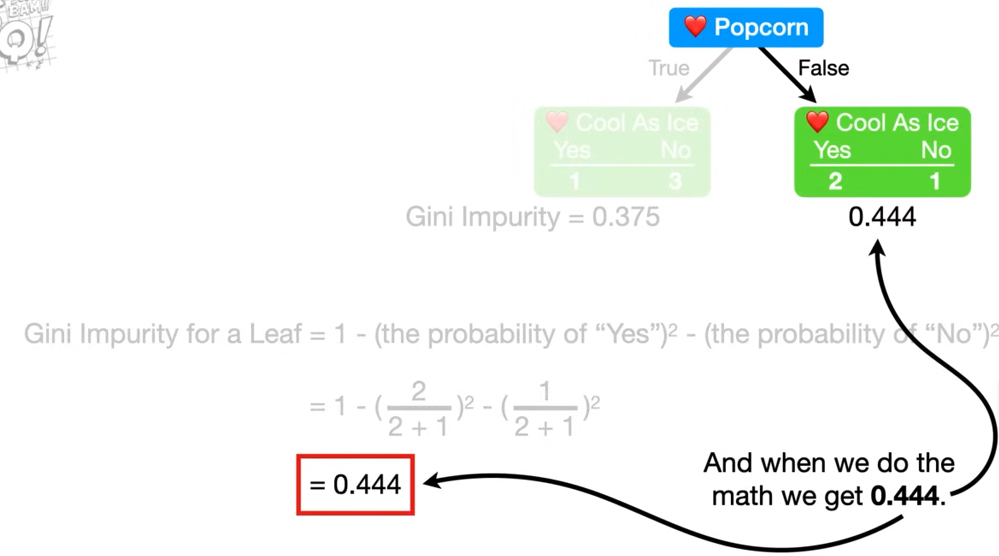 BAM!!
Q!
❤️ Popcorn
True
False
❤️ Cool As Ice
Yes No
1 3
❤️ Cool As Ice
Yes No
2 1
Gini Impurity = 0.375
0.444
Gini Impurity for a Leaf = 1 - (the probability of “Yes”)² - (the probability of “No”)²
= 1 - (2/(2 + 1))² - (1/(2 + 1))²
= 0.444
And when we do the
math we get 0.444.